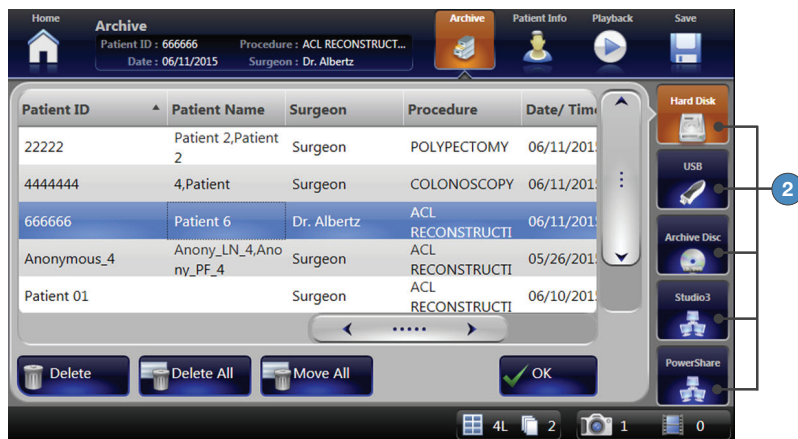 Home
Archive
Patient ID : 666666 Procedure : ACL RECONSTRUCT...
Date : 06/11/2015 Surgeon : Dr. Albertz
Archive
Patient Info
Playback
Save
Patient ID Patient Name Surgeon Procedure Date/ Time
22222 Patient 2,Patient 2 Surgeon POLYPECTOMY 06/11/201
4444444 4,Patient Surgeon COLONOSCOPY 06/11/201
666666 Patient 6 Dr. Albertz ACL RECONSTRUCTI 06/11/201
Anonymous_4 Anony_LN_4,Anony_PF_4 Surgeon ACL RECONSTRUCTI 05/26/201
Patient 01 Surgeon ACL RECONSTRUCTI 06/10/201
Hard Disk
USB
Archive Disc
Studio3
PowerShare
2
Delete
Delete All
Move All
OK
4L 2 1 0